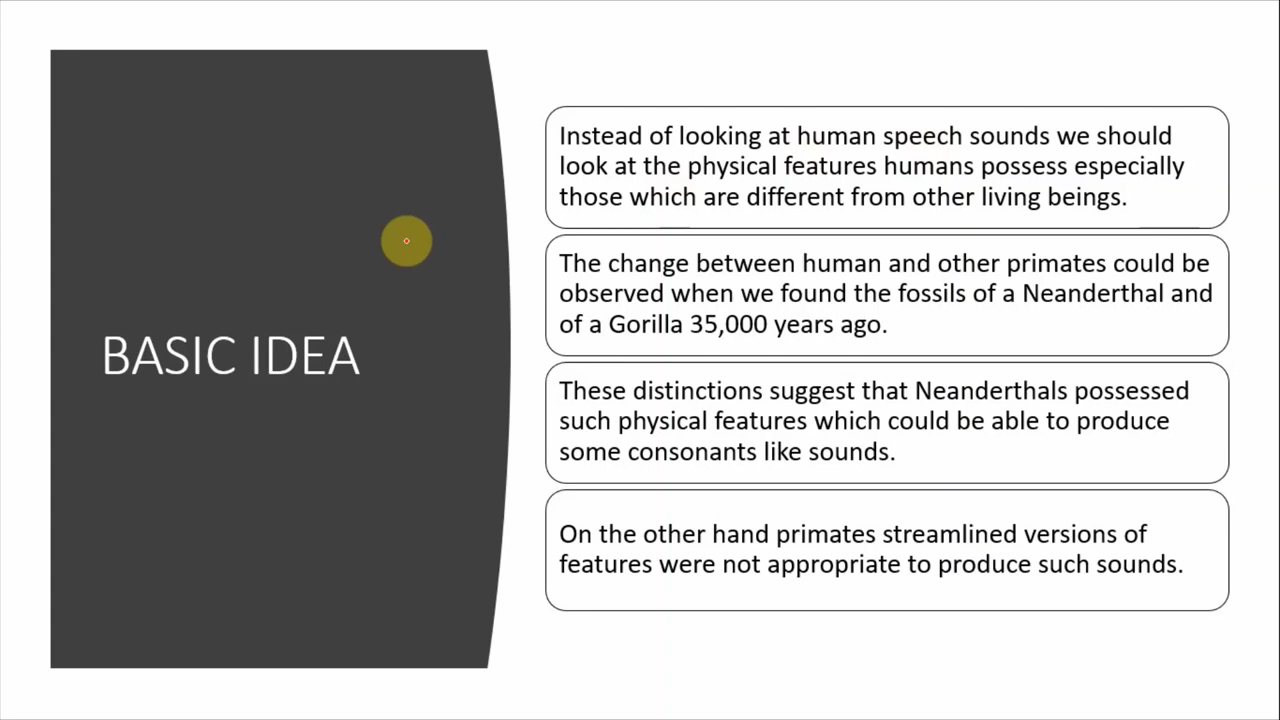 BASIC IDEA
Instead of looking at human speech sounds we should
look at the physical features humans possess especially
those which are different from other living beings.
The change between human and other primates could be
observed when we found the fossils of a Neanderthal and
of a Gorilla 35,000 years ago.
These distinctions suggest that Neanderthals possessed
such physical features which could be able to produce
some consonants like sounds.
On the other hand primates streamlined versions of
features were not appropriate to produce such sounds.